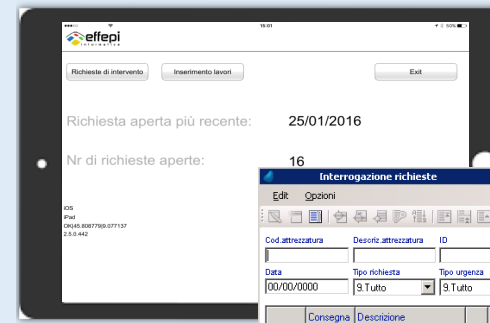 15:01
50%
effepi
informatica
Richieste di intervento
Inserimento lavori
Exit
Richiesta aperta più recente: 25/01/2016
Nr di richieste aperte: 16
iOS
iPad
OK|45.808779|9.077137
2.5.0.442
Interrogazione richieste
Edit Opzioni
Cod.attrezzatura Descriz.attrezzatura ID
Data Tipo richiesta Tipo urgenza
00/00/0000 9.Tutto 9.Tutto
Consegna Descrizione